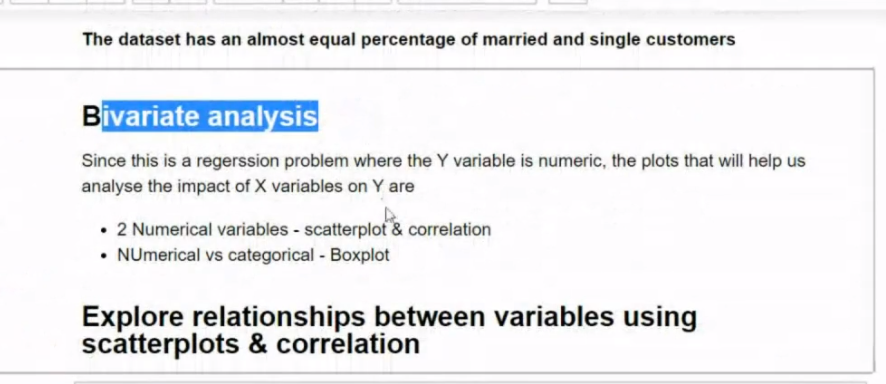 The dataset has an almost equal percentage of married and single customers
Bivariate analysis
Since this is a regerssion problem where the Y variable is numeric, the plots that will help us
analyse the impact of X variables on Y are
• 2 Numerical variables - scatterplot & correlation
• NUmerical vs categorical - Boxplot
Explore relationships between variables using
scatterplots & correlation